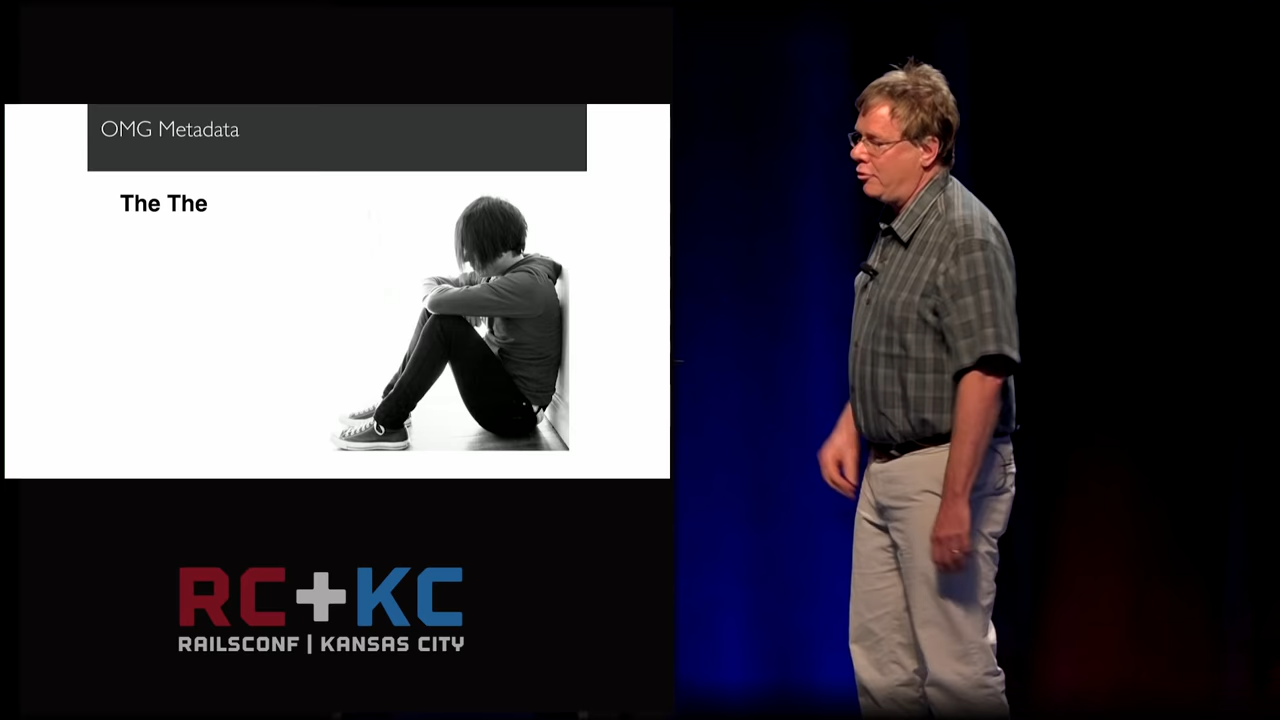 OMG Metadata
The The
RC+KC
RAILSCONF | KANSAS CITY